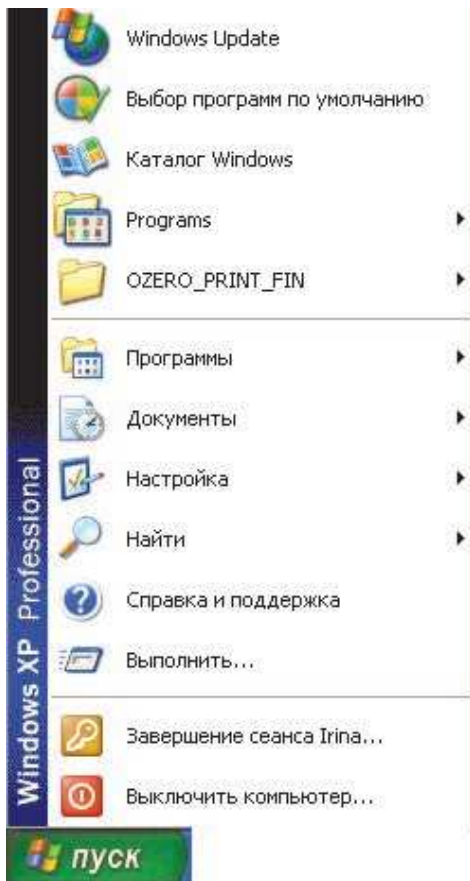 Windows Update
Выбор программ по умолчанию
Каталог Windows
Programs
OZERO_PRINT_FIN
Программы
Документы
Настройка
Найти
Справка и поддержка
Выполнить...
Завершение сеанса Irina...
Выключить компьютер...
Windows XP Professional
пуск